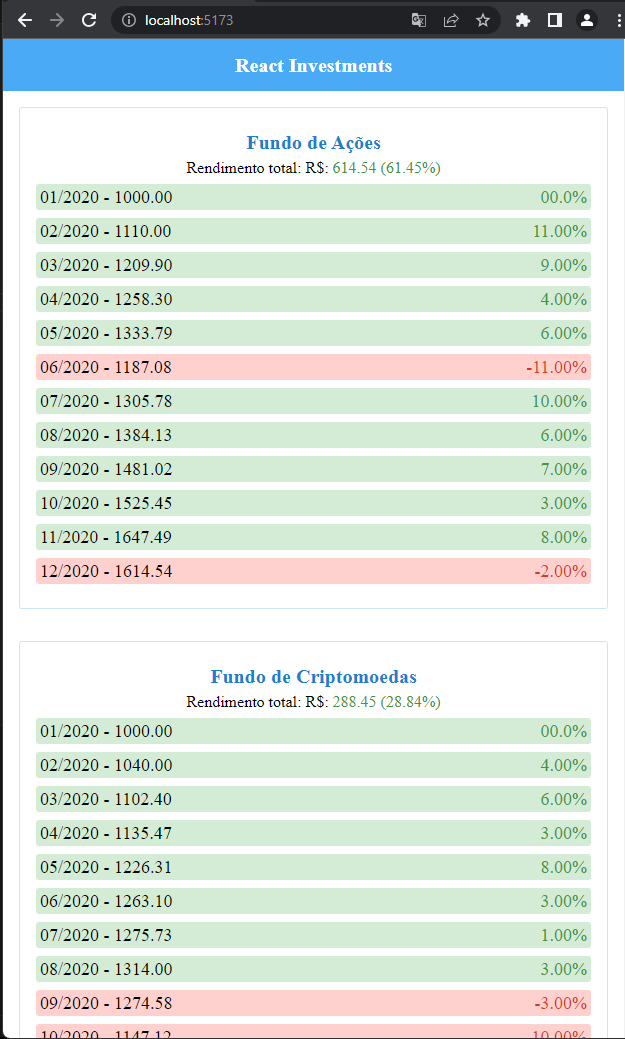 localhost:5173
React Investments
Fundo de Ações
Rendimento total: R$: 614.54 (61.45%)
01/2020 - 1000.00 00.0%
02/2020 - 1110.00 11.00%
03/2020 - 1209.90 9.00%
04/2020 - 1258.30 4.00%
05/2020 - 1333.79 6.00%
06/2020 - 1187.08 -11.00%
07/2020 - 1305.78 10.00%
08/2020 - 1384.13 6.00%
09/2020 - 1481.02 7.00%
10/2020 - 1525.45 3.00%
11/2020 - 1647.49 8.00%
12/2020 - 1614.54 -2.00%
Fundo de Criptomoedas
Rendimento total: R$: 288.45 (28.84%)
01/2020 - 1000.00 00.0%
02/2020 - 1040.00 4.00%
03/2020 - 1102.40 6.00%
04/2020 - 1135.47 3.00%
05/2020 - 1226.31 8.00%
06/2020 - 1263.10 3.00%
07/2020 - 1275.73 1.00%
08/2020 - 1314.00 3.00%
09/2020 - 1274.58 -3.00%
10/2020 - 1147.12 -10.00%